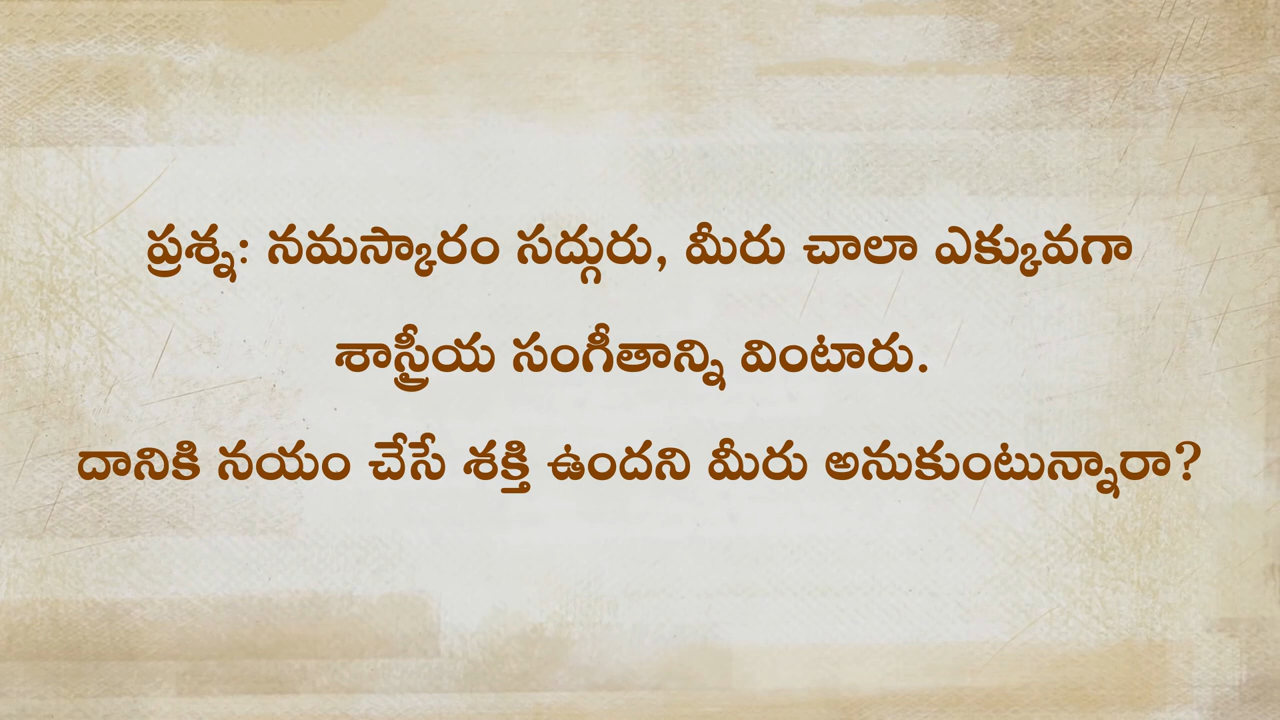 ప్రశ్న: నమస్కారం సద్గురు, మీరు చాలా ఎక్కువగా
శాస్త్రీయ సంగీతాన్ని వింటారు.
దానికి నయం చేసే శక్తి ఉందని మీరు అనుకుంటున్నారా?